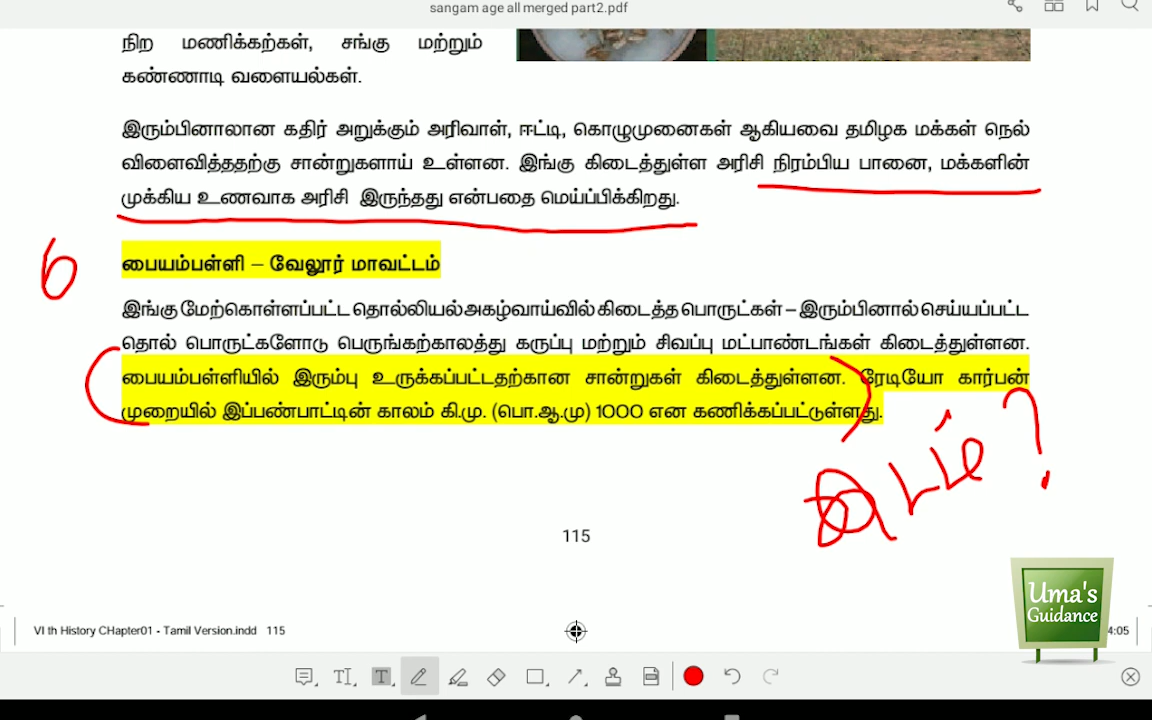 sangam age all merged part2.pdf
நிற மணிக்கற்கள், சங்கு மற்றும்
கண்ணாடி வளையல்கள்.
இரும்பினாலான கதிர் அறுக்கும் அரிவாள், ஈட்டி, கொழுமுனைகள் ஆகியவை தமிழக மக்கள் நெல்
விளைவித்ததற்கு சான்றுகளாய் உள்ளன. இங்கு கிடைத்துள்ள அரிசி நிரம்பிய பானை, மக்களின்
முக்கிய உணவாக அரிசி இருந்தது என்பதை மெய்ப்பிக்கிறது.
6
பையம்பள்ளி – வேலூர் மாவட்டம்
இங்கு மேற்கொள்ளப்பட்ட தொல்லியல் அகழ்வாய்வில் கிடைத்த பொருட்கள் – இரும்பினால் செய்யப்பட்ட
தொல் பொருட்களோடு பெருங்கற்காலத்து கருப்பு மற்றும் சிவப்பு மட்பாண்டங்கள் கிடைத்துள்ளன.
பையம்பள்ளியில் இரும்பு உருக்கப்பட்டதற்கான சான்றுகள் கிடைத்துள்ளன. ரேடியோ கார்பன்
முறையில் இப்பண்பாட்டின் காலம் கி.மு. (பொ.ஆ.மு) 1000 என கணிக்கப்பட்டுள்ளது.
இடம் ?
115
Uma's
Guidance
VI th History CHapter01 - Tamil Version.indd 115
4:05